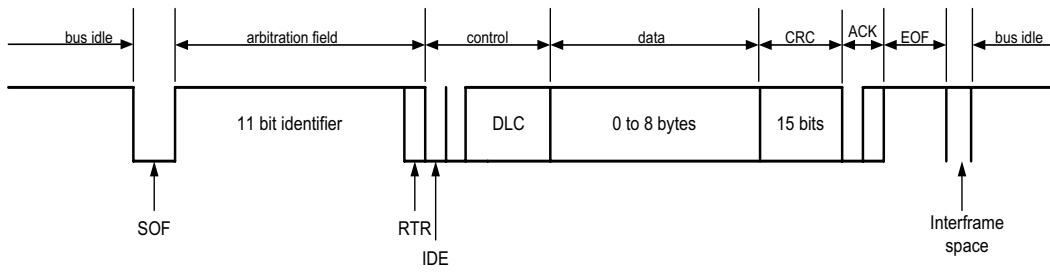 bus idle
arbitration field
control
data
CRC
ACK
EOF
bus idle
11 bit identifier
DLC
0 to 8 bytes
15 bits
SOF
RTR
IDE
Interframe
space